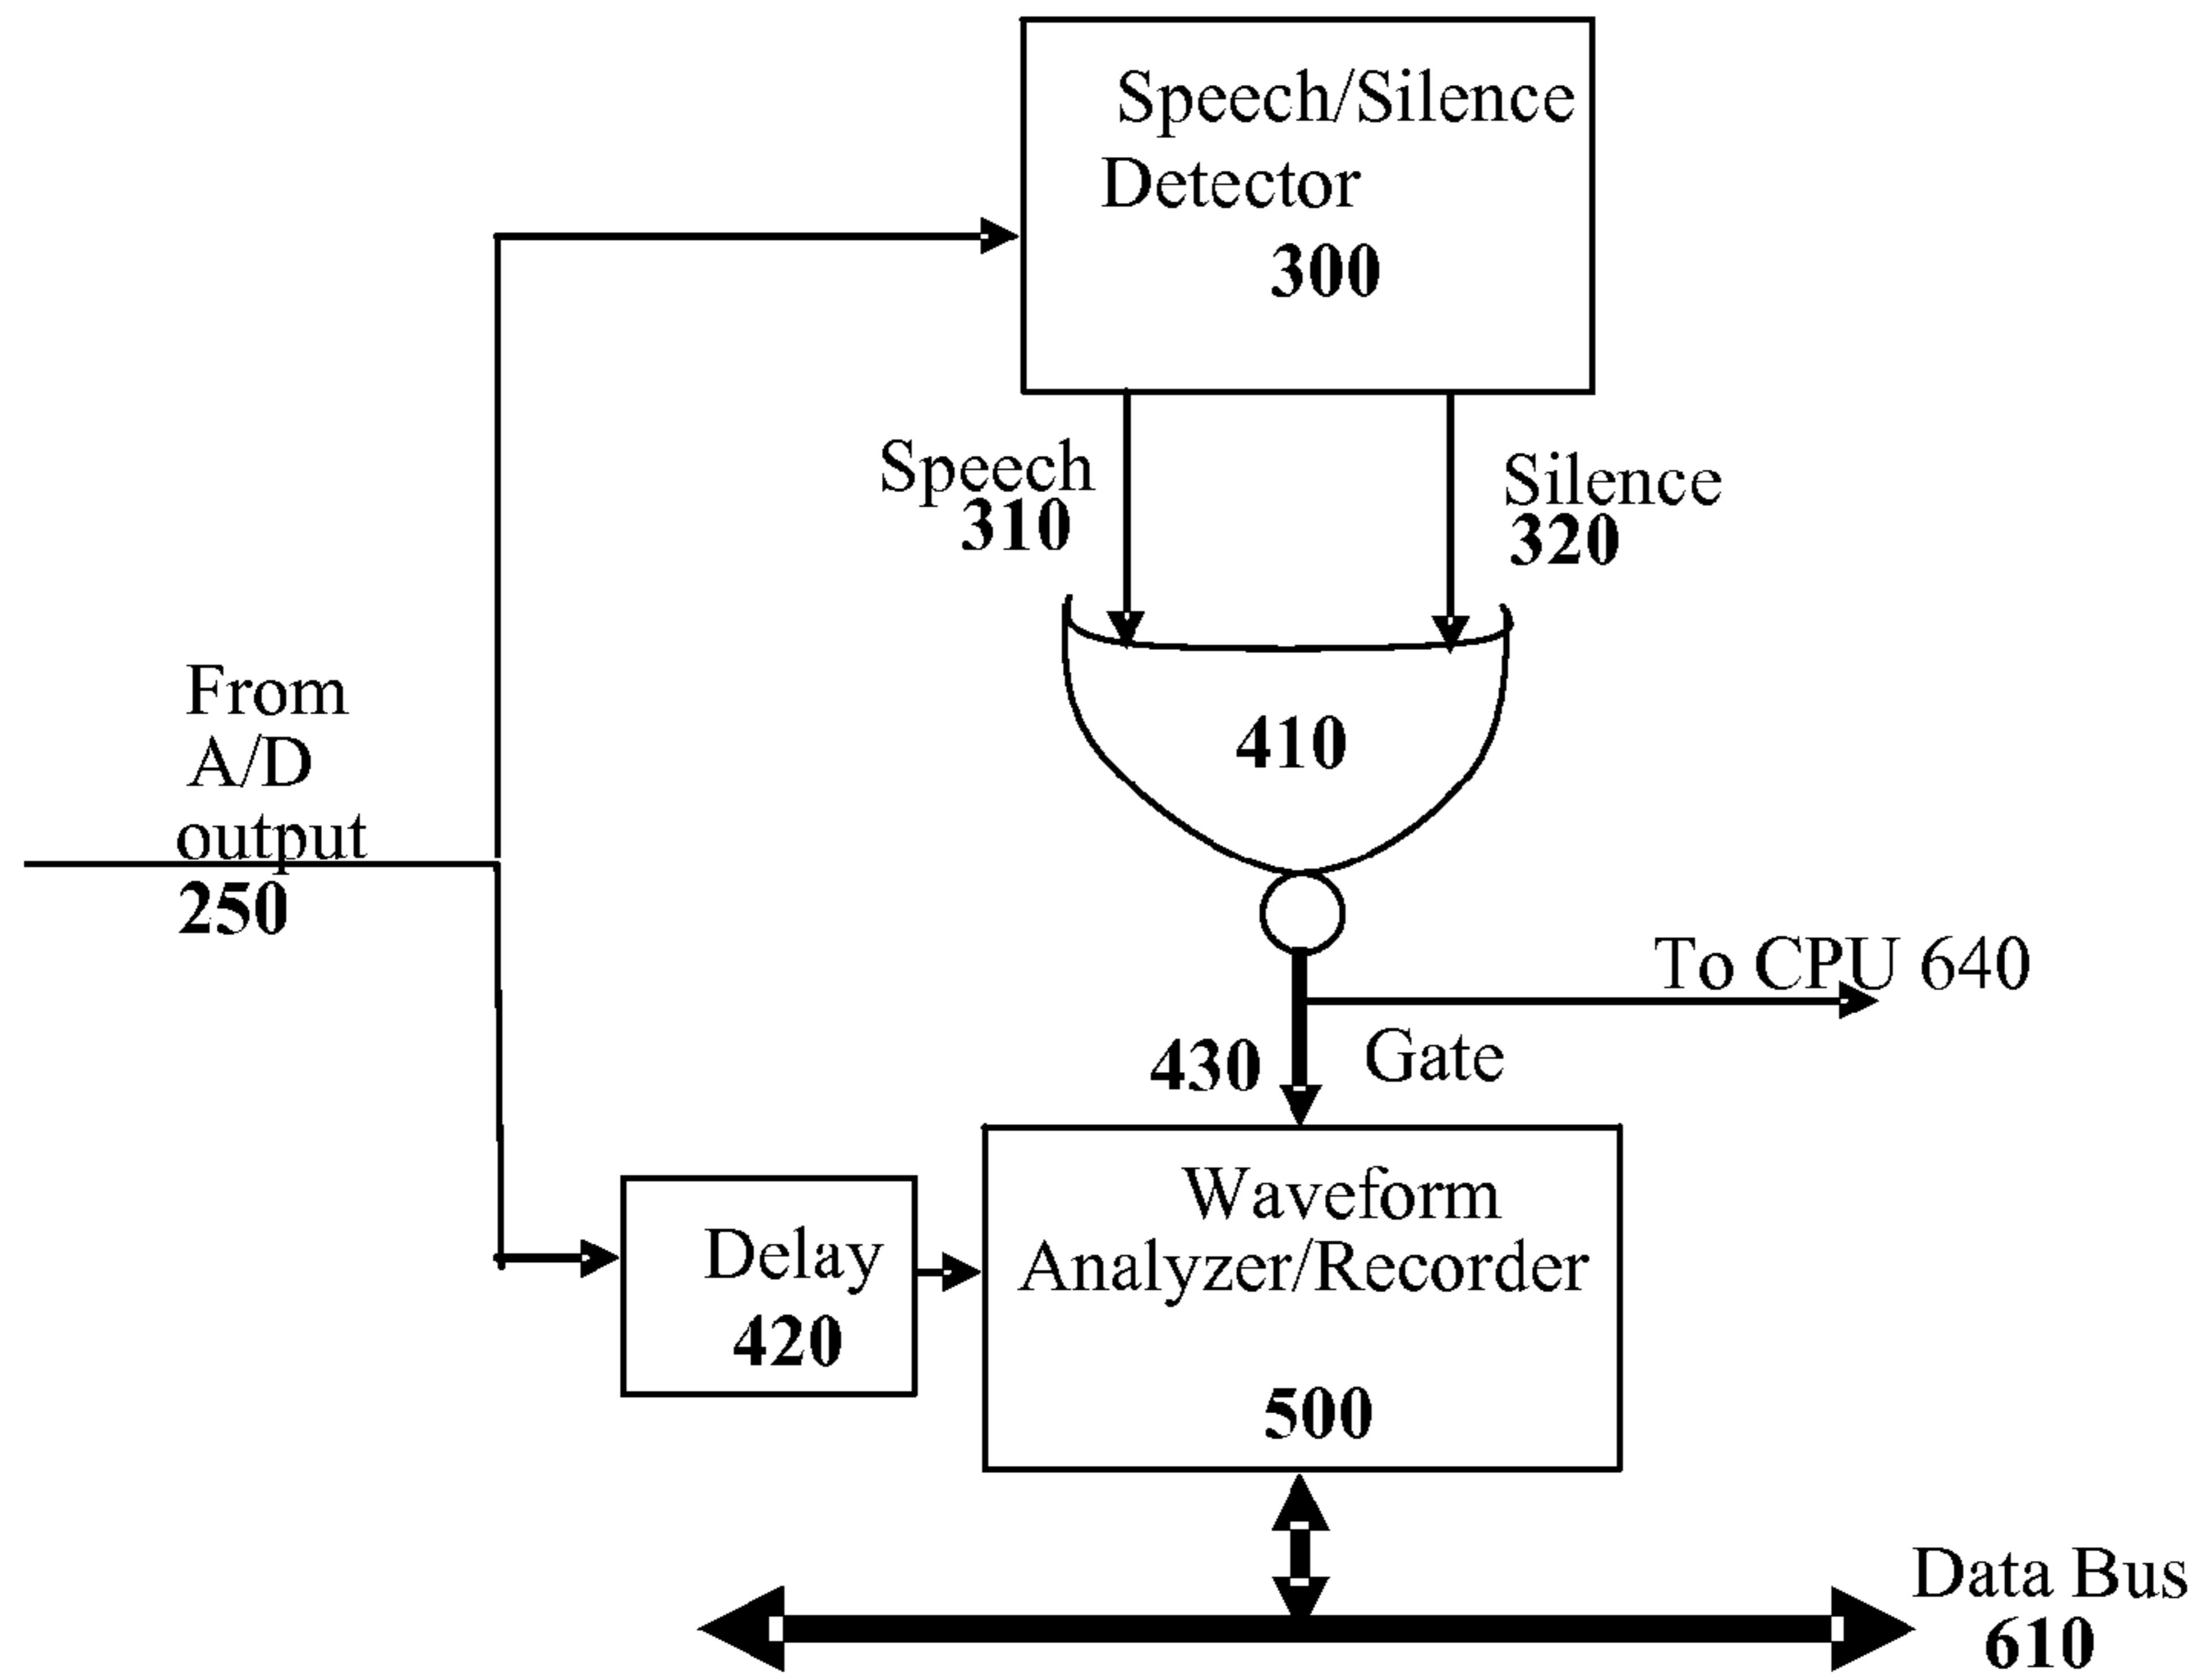 Speech/Silence
Detector
300
Speech
310
Silence
320
From
A/D
output
250
410
To CPU 640
430
Gate
Delay
420
Waveform
Analyzer/Recorder
500
Data Bus
610